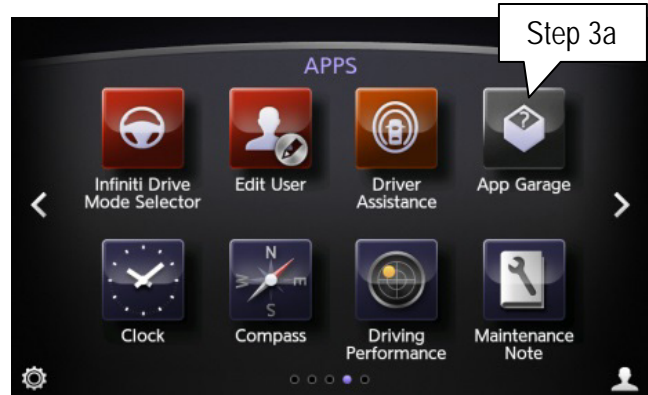 Step 3a
APPS
Infiniti Drive
Mode Selector
Edit User
Driver
Assistance
App Garage
?
N
W
E
S
Clock
Compass
Driving
Performance
Maintenance
Note